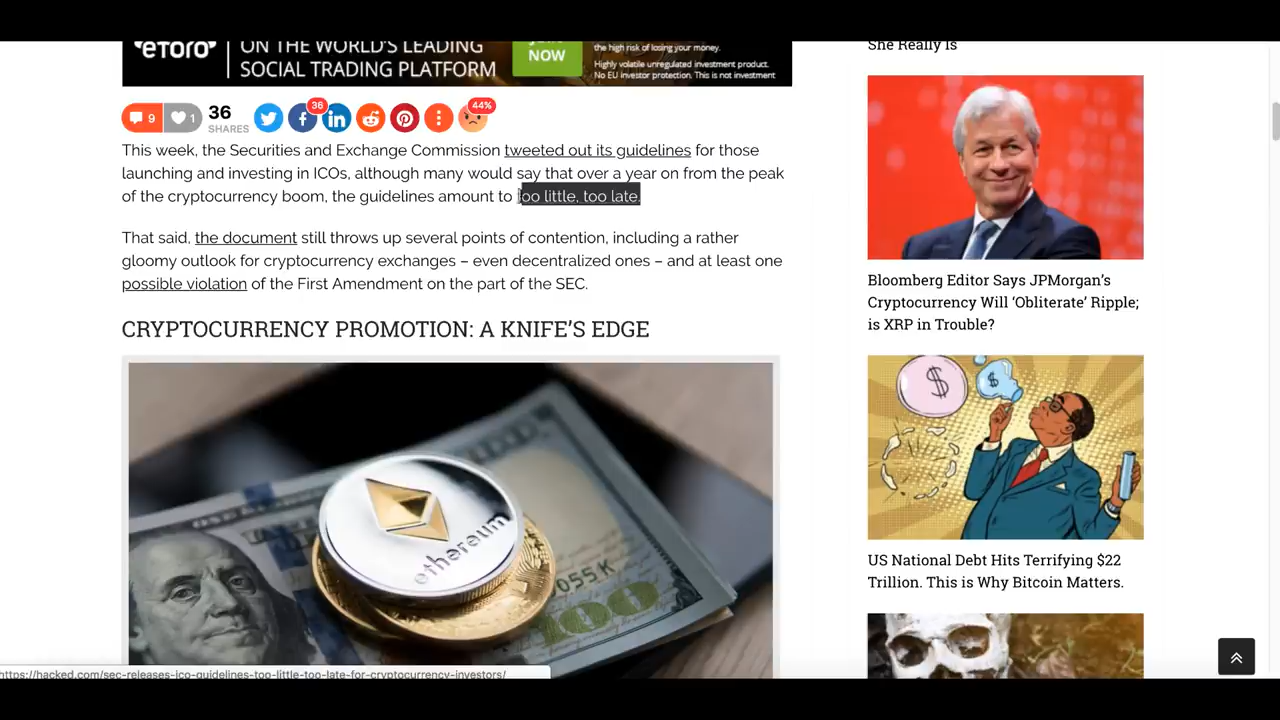 eToro
ON THE WORLD'S LEADING
SOCIAL TRADING PLATFORM
NOW
the high risk of losing your money.
Highly volatile unregulated investment product.
No EU investor protection. This is not investment
She Really Is
9
1
36
SHARES
36
44%
This week, the Securities and Exchange Commission tweeted out its guidelines for those
launching and investing in ICOs, although many would say that over a year on from the peak
of the cryptocurrency boom, the guidelines amount to too little, too late.
That said, the document still throws up several points of contention, including a rather
gloomy outlook for cryptocurrency exchanges – even decentralized ones – and at least one
possible violation of the First Amendment on the part of the SEC.
CRYPTOCURRENCY PROMOTION: A KNIFE'S EDGE
ethereum
055K
100
Bloomberg Editor Says JPMorgan's
Cryptocurrency Will 'Obliterate' Ripple;
is XRP in Trouble?
$
$
US National Debt Hits Terrifying $22
Trillion. This is Why Bitcoin Matters.
https://hacked.com/sec-releases-ico-guidelines-too-little-too-late-for-cryptocurrency-investors/